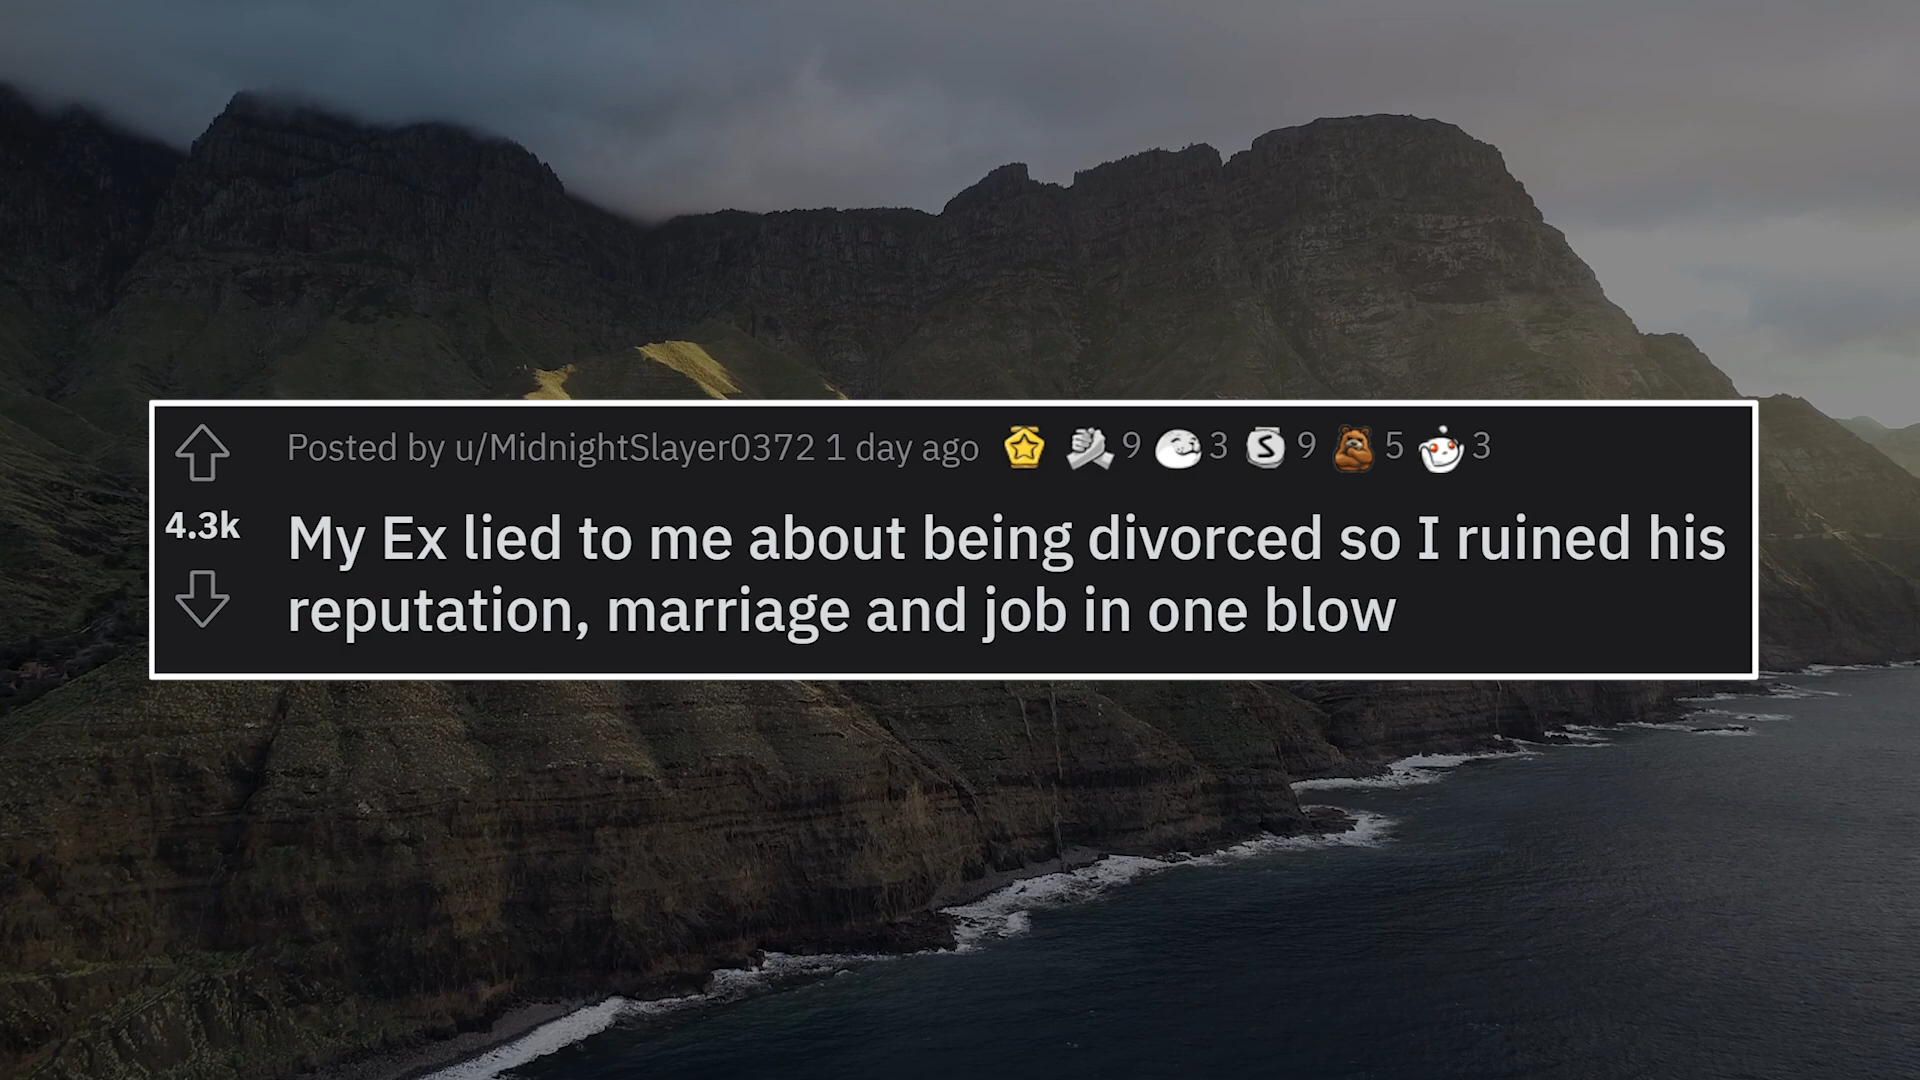 Posted by u/MidnightSlayer0372 1 day ago 9 3 S 9 5 3
4.3k
My Ex lied to me about being divorced so I ruined his
reputation, marriage and job in one blow